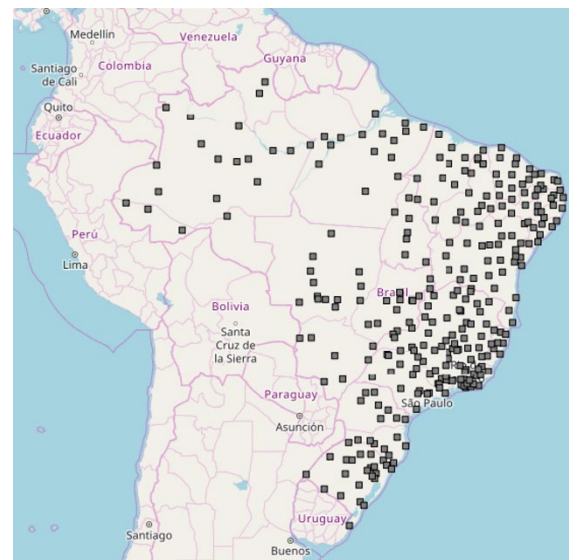 Medellín
Venezuela
Guyana
Santiago
de Cali
Colombia
Quito
Ecuador
Perú
Lima
Brasil
Bolivia
Santa
Cruz de
la Sierra
Paraguay
São Paulo
Asunción
Uruguay
Santiago
Buenos